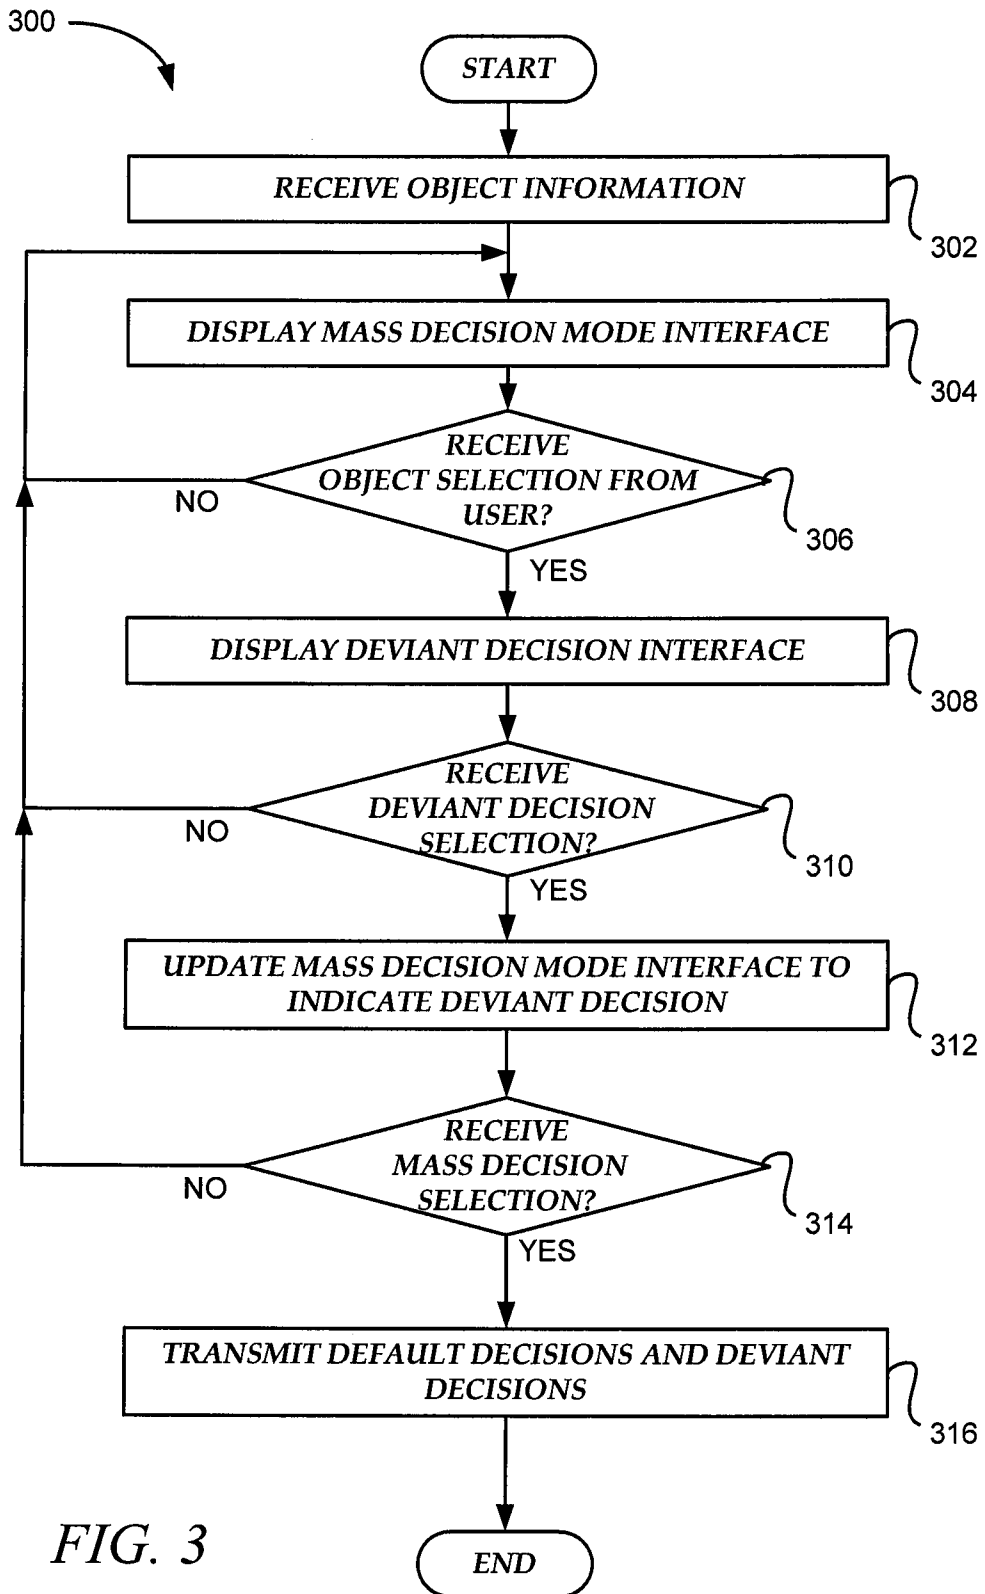 300
START
RECEIVE OBJECT INFORMATION
302
DISPLAY MASS DECISION MODE INTERFACE
304
RECEIVE
OBJECT SELECTION FROM
USER?
NO
306
YES
DISPLAY DEVIANT DECISION INTERFACE
308
RECEIVE
DEVIANT DECISION
SELECTION?
NO
310
YES
UPDATE MASS DECISION MODE INTERFACE TO
INDICATE DEVIANT DECISION
312
RECEIVE
MASS DECISION
SELECTION?
NO
314
YES
TRANSMIT DEFAULT DECISIONS AND DEVIANT
DECISIONS
316
FIG. 3
END